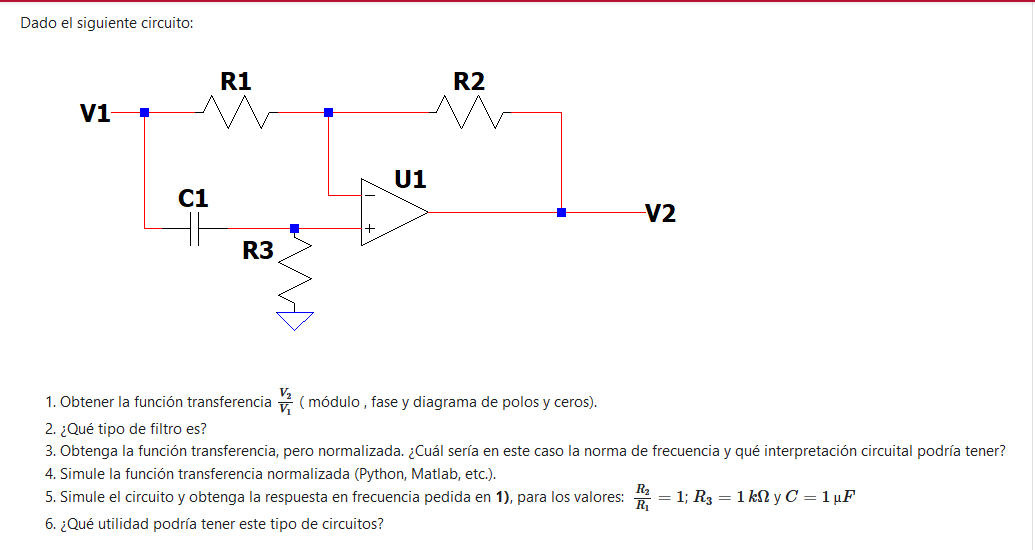 Dado el siguiente circuito:
R1
R2
V1
U1
C1
V2
R3
1. Obtener la función transferencia $\frac{V_2}{V_1}$ ( módulo , fase y diagrama de polos y ceros).
2. ¿Qué tipo de filtro es?
3. Obtenga la función transferencia, pero normalizada. ¿Cuál sería en este caso la norma de frecuencia y qué interpretación circuital podría tener?
4. Simule la función transferencia normalizada (Python, Matlab, etc.).
5. Simule el circuito y obtenga la respuesta en frecuencia pedida en 1), para los valores: $\frac{R_2}{R_1} = 1$; $R_3 = 1\,k\Omega$ y $C = 1\,\mu F$
6. ¿Qué utilidad podría tener este tipo de circuitos?